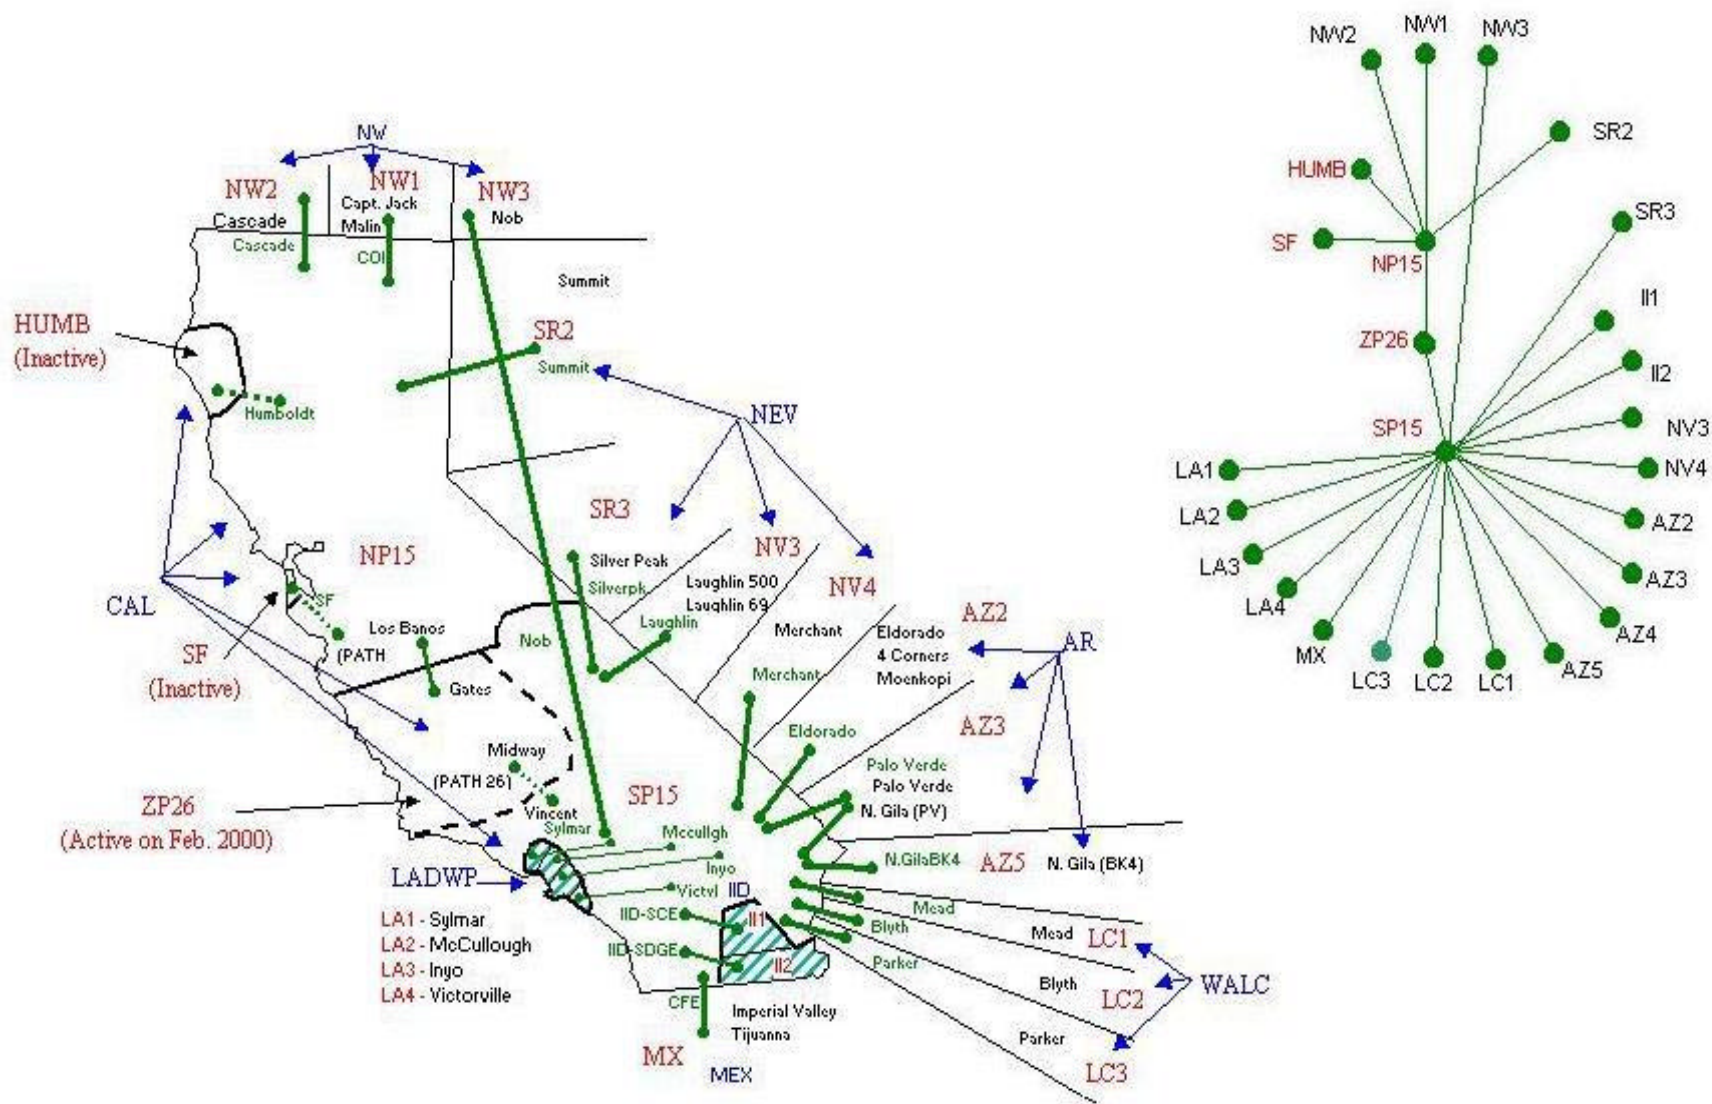 NW2
NW1
NW3
SR2
HUMB
SF
NP15
SR3
II1
ZP26
II2
SP15
NV3
LA1
NV4
LA2
AZ2
LA3
AZ3
LA4
AZ4
MX
LC3
LC2
LC1
AZ5
NW
NW2
NW1
NW3
Cascade
Capt. Jack
Malin
Nob
Cascade
COI
Summit
HUMB
(Inactive)
SR2
Summit
Humboldt
NEV
SR3
NP15
NV3
Silver Peak
Silverpk
Laughlin 500
Laughlin 69
NV4
CAL
SF
SF
(Inactive)
Los Banos
(PATH
Gates
Nob
Laughlin
Merchant
Eldorado
4 Corners
Moenkopi
AZ2
AR
Merchant
AZ3
Eldorado
Midway
(PATH 26)
Vincent
SP15
Palo Verde
Palo Verde
N. Gila (PV)
ZP26
(Active on Feb. 2000)
Sylmar
Mccullgh
Inyo
Victvl
N.GilaBK4
AZ5
N. Gila (BK4)
LADWP
IID
LA1 - Sylmar
LA2 - McCullough
LA3 - Inyo
LA4 - Victorville
IID-SCE
II1
IID-SDGE
II2
Mead
Blyth
Parker
Mead
LC1
Blyth
LC2
WALC
Parker
LC3
CFE
Imperial Valley
Tijuanna
MX
MEX